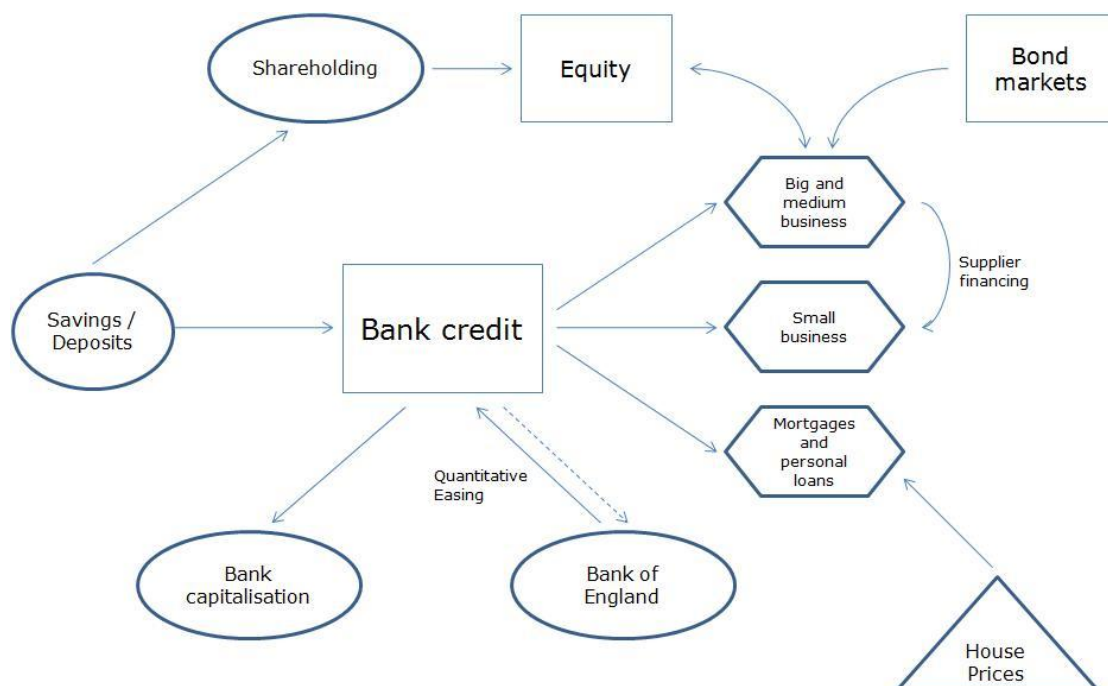 Shareholding
Equity
Bond
markets
Big and
medium
business
Supplier
financing
Savings /
Deposits
Bank credit
Small
business
Mortgages
and
personal
loans
Quantitative
Easing
Bank
capitalisation
Bank of
England
House
Prices